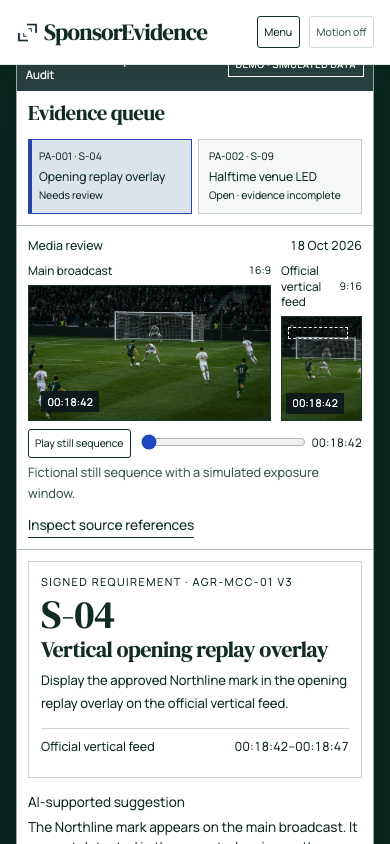 SponsorEvidence
Menu
Motion off
Audit
DEMO · SIMULATED DATA
Evidence queue
PA-001 · S-04
Opening replay overlay
Needs review
PA-002 · S-09
Halftime venue LED
Open · evidence incomplete
Media review
18 Oct 2026
Main broadcast
16:9
00:18:42
Official
vertical
feed
9:16
00:18:42
Play still sequence
00:18:42
Fictional still sequence with a simulated exposure
window.
Inspect source references
SIGNED REQUIREMENT · AGR-MCC-01 V3
S-04
Vertical opening replay overlay
Display the approved Northline mark in the opening
replay overlay on the official vertical feed.
Official vertical feed
00:18:42–00:18:47
AI-supported suggestion
The Northline mark appears on the main broadcast. It